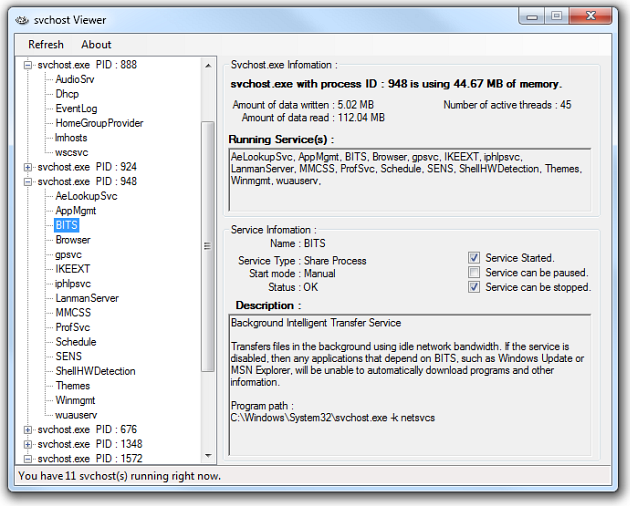 svchost Viewer
Refresh About
svchost.exe PID : 888
AudioSrv
Dhcp
EventLog
HomeGroupProvider
lmhosts
wscsvc
svchost.exe PID : 924
svchost.exe PID : 948
AeLookupSvc
AppMgmt
BITS
Browser
gpsvc
IKEEXT
iphlpsvc
LanmanServer
MMCSS
ProfSvc
Schedule
SENS
ShellHWDetection
Themes
Winmgmt
wuauserv
svchost.exe PID : 676
svchost.exe PID : 1348
svchost.exe PID : 1572
Svchost.exe Infomation :
svchost.exe with process ID : 948 is using 44.67 MB of memory.
Amount of data written : 5.02 MB Number of active threads : 45
Amount of data read : 112.04 MB
Running Service(s) :
AeLookupSvc, AppMgmt, BITS, Browser, gpsvc, IKEEXT, iphlpsvc,
LanmanServer, MMCSS, ProfSvc, Schedule, SENS, ShellHWDetection, Themes,
Winmgmt, wuauserv,
Service Infomation :
Name : BITS
Service Type : Share Process
Start mode : Manual
Status : OK
Service Started.
Service can be paused.
Service can be stopped.
Description :
Background Intelligent Transfer Service
Transfers files in the background using idle network bandwidth. If the service is
disabled, then any applications that depend on BITS, such as Windows Update or
MSN Explorer, will be unable to automatically download programs and other
information.
Program path :
C:\Windows\System32\svchost.exe -k netsvcs
You have 11 svchost(s) running right now.